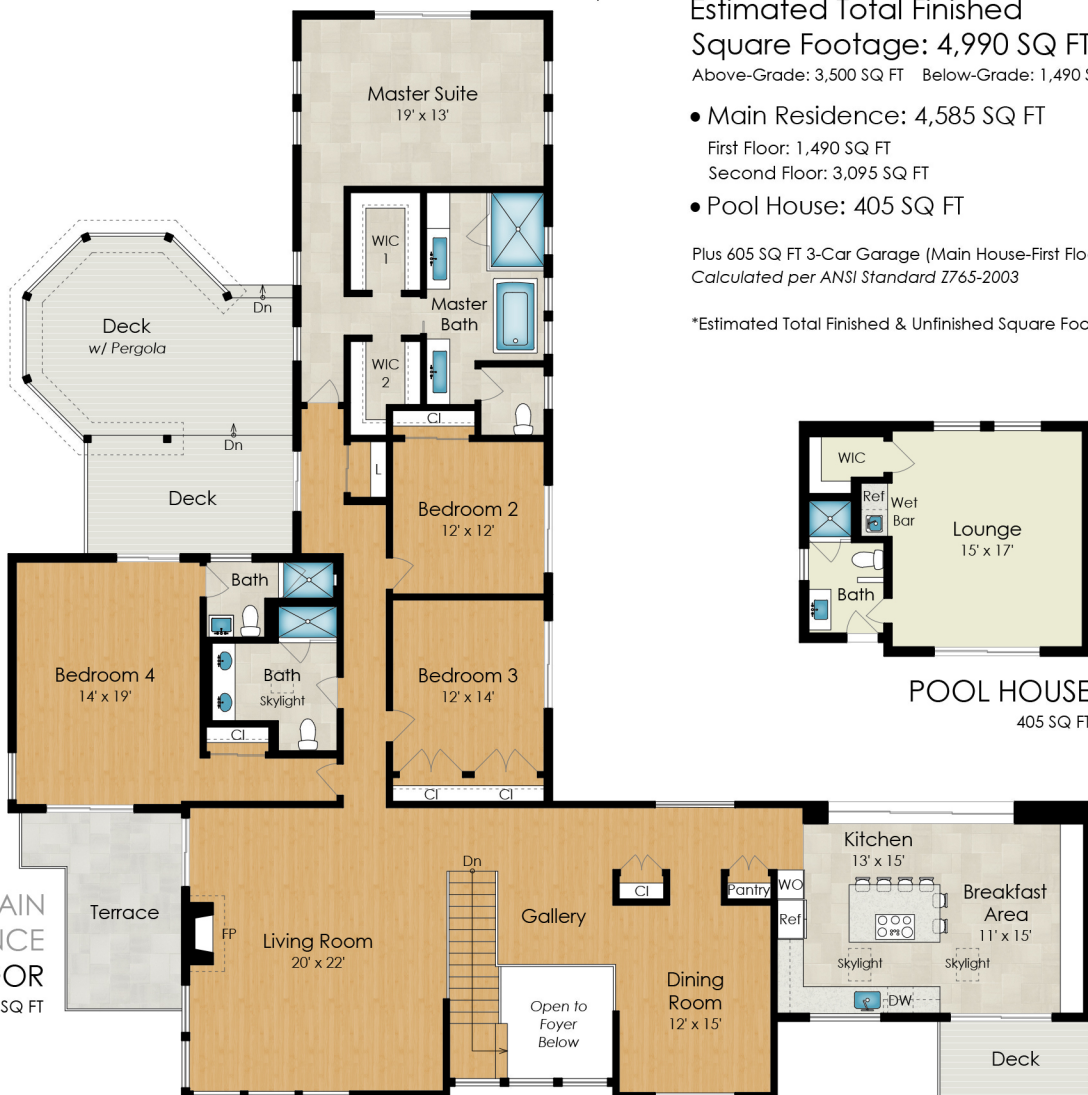 Estimated Total Finished
Square Footage: 4,990 SQ FT
Above-Grade: 3,500 SQ FT Below-Grade: 1,490
• Main Residence: 4,585 SQ FT
First Floor: 1,490 SQ FT
Second Floor: 3,095 SQ FT
• Pool House: 405 SQ FT
Plus 605 SQ FT 3-Car Garage (Main House-First
Calculated per ANSI Standard Z765-2003
*Estimated Total Finished & Unfinished Square
Master Suite
19' x 13'
WIC
1
Master
Bath
WIC
2
Dn
Deck
w/ Pergola
Dn
Deck
Cl
L
Bedroom 2
12' x 12'
WIC
Ref
Wet
Bar
Lounge
15' x 17'
Bath
POOL HOUSE
405 SQ FT
Bath
Bedroom 4
14' x 19'
Bath
Skylight
Cl
Bedroom 3
12' x 14'
Cl
Cl
Terrace
OR
SQ FT
FP
Living Room
20' x 22'
Dn
Gallery
Open to
Foyer
Below
Cl
Pantry
Dining
Room
12' x 15'
Kitchen
13' x 15'
WO
Ref
Breakfast
Area
11' x 15'
Skylight
Skylight
DW
Deck